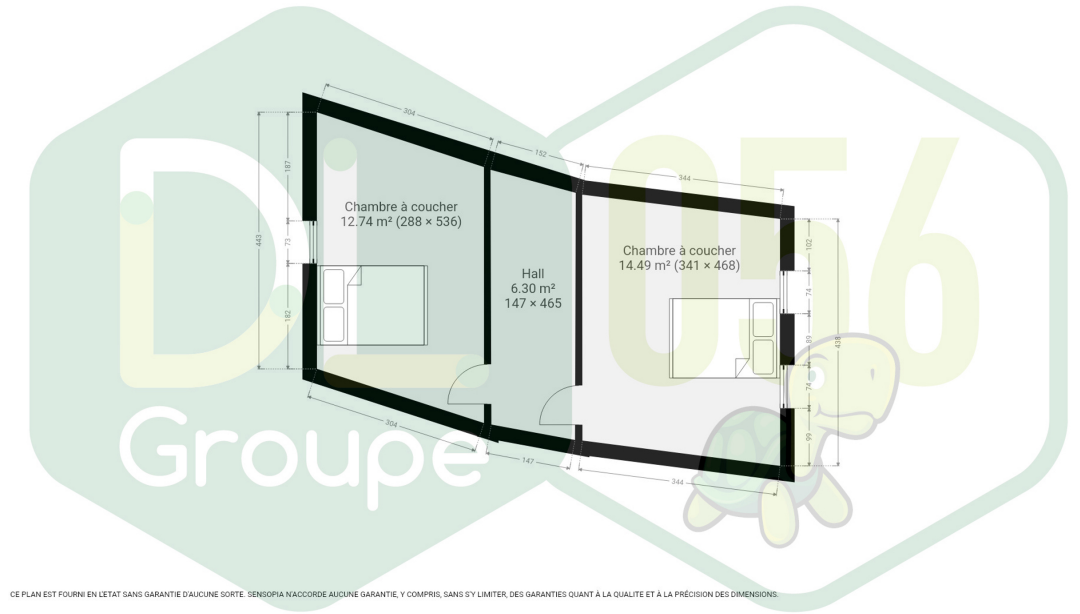 304
152
344
187
443
73
182
Chambre à coucher
12.74 m² (288 × 536)
Hall
6.30 m²
147 × 465
Chambre à coucher
14.49 m² (341 × 468)
102
74
89
438
74
99
304
147
344
DL
Groupe
056
CE PLAN EST FOURNI EN L'ETAT SANS GARANTIE D'AUCUNE SORTE. SENSOPIA N'ACCORDE AUCUNE GARANTIE, Y COMPRIS, SANS S'Y LIMITER, DES GARANTIES QUANT À LA QUALITE ET À LA PRÉCISION DES DIMENSIONS.